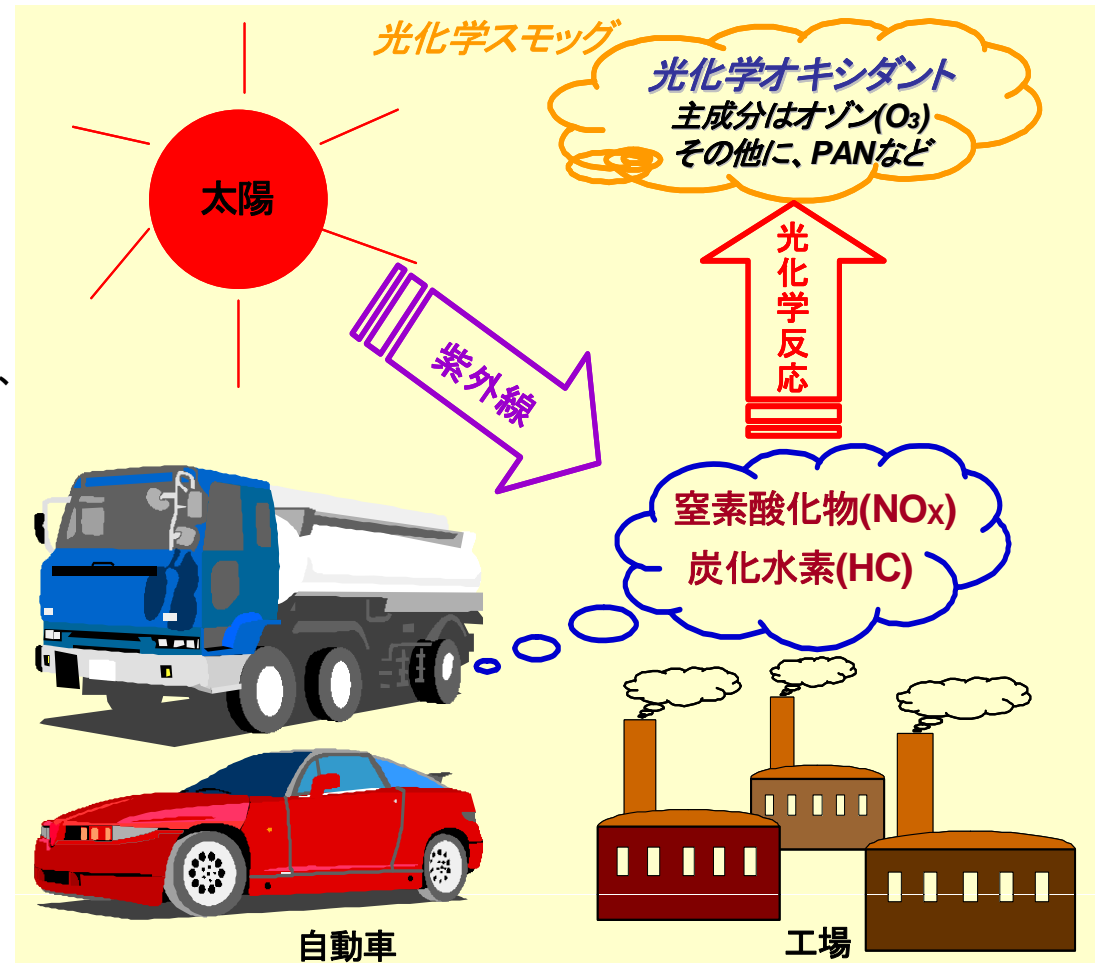 光化学スモッグ
光化学オキシダント
主成分はオゾン(O₃)
その他に、PANなど
太陽
光化学反応
紫外線
、
窒素酸化物(NOx)
炭化水素(HC)
自動車
工場